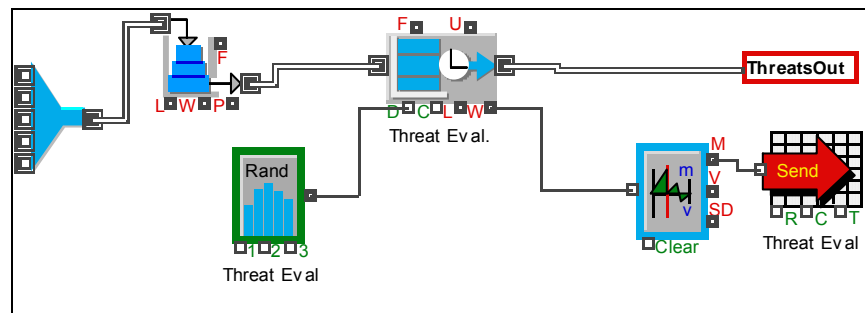 F U
F
ThreatsOut
L W P
D C L W
Threat Eval.
Rand
M
m
V
v
SD
Send
1 2 3
Clear
R C T
Threat Eval
Threat Eval